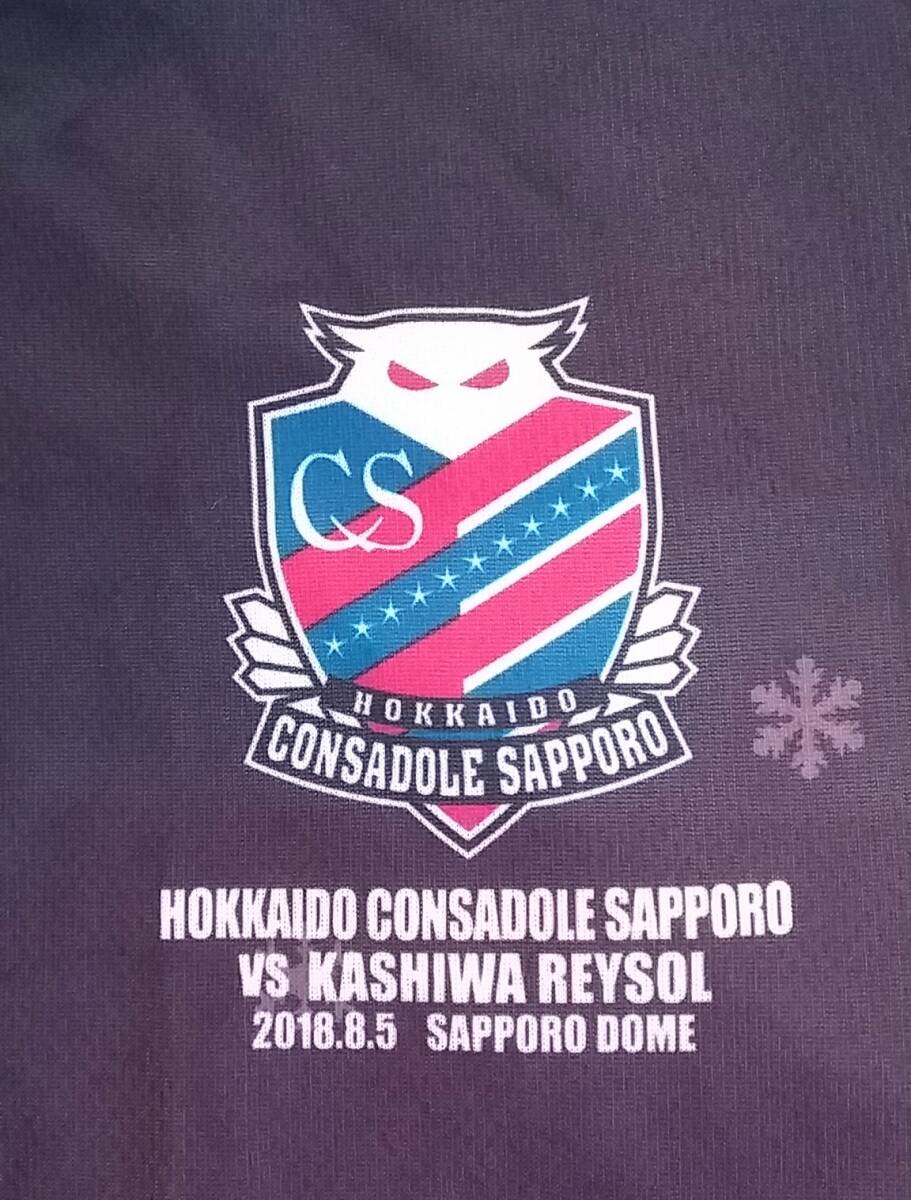 CS
HOKKAIDO
CONSADOLE SAPPORO
HOKKAIDO CONSADOLE SAPPORO
VS KASHIWA REYSOL
2018.8.5 SAPPORO DOME